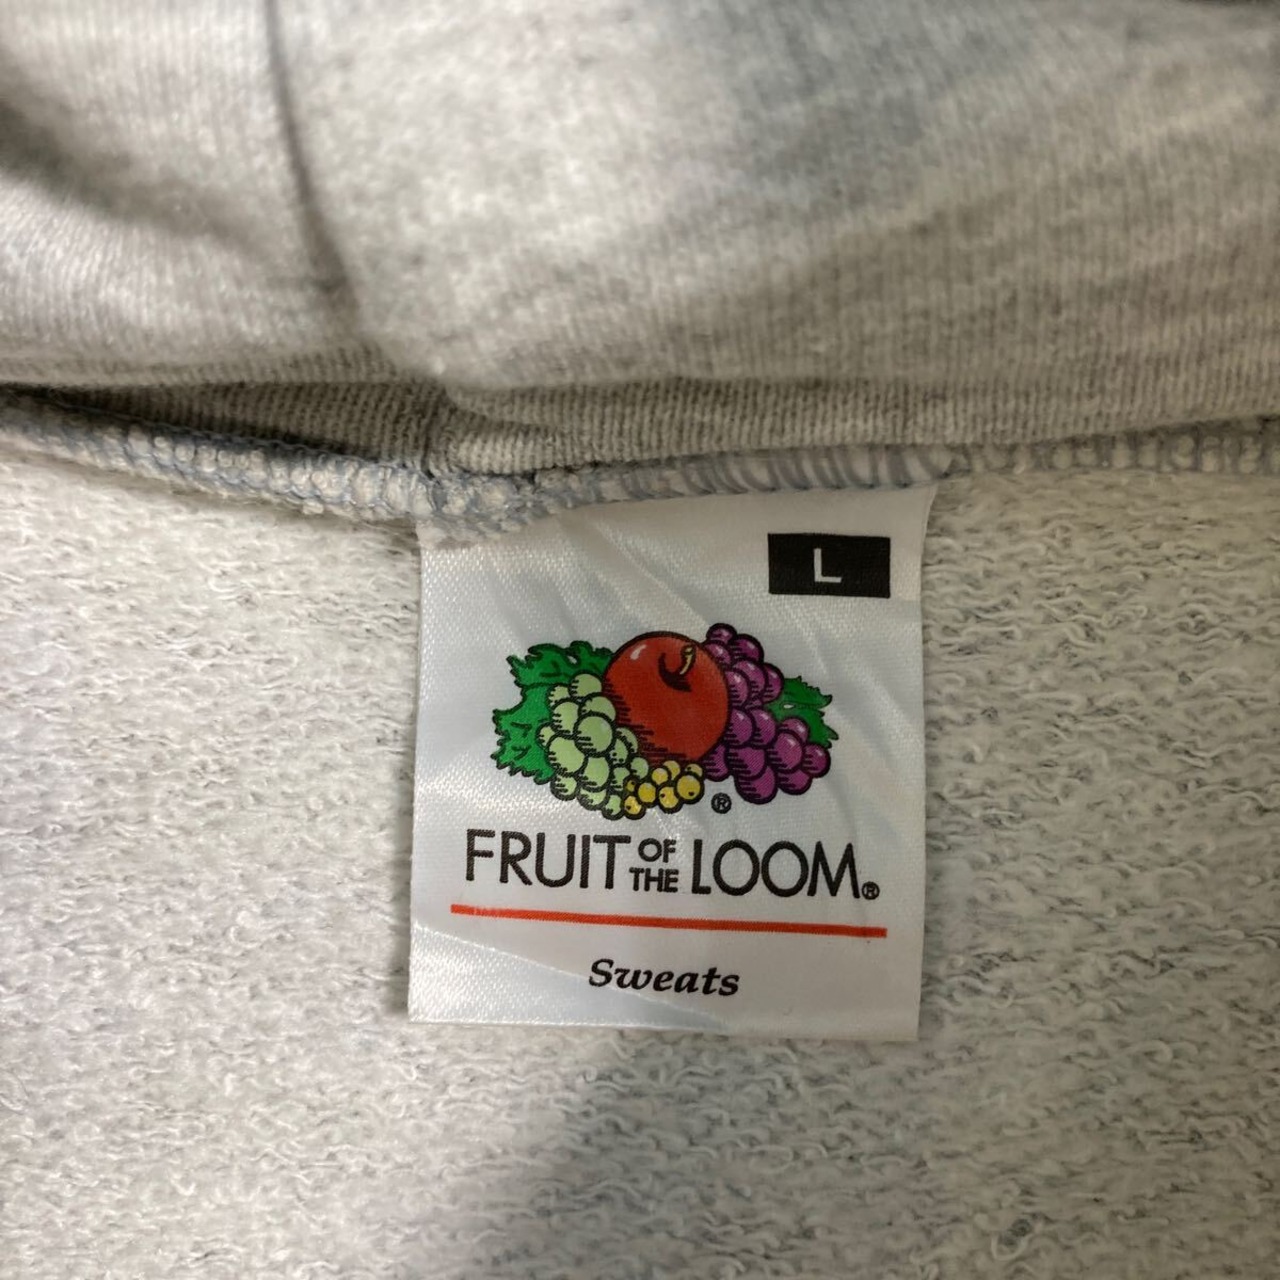 L
®
FRUIT OF THE LOOM®
Sweats